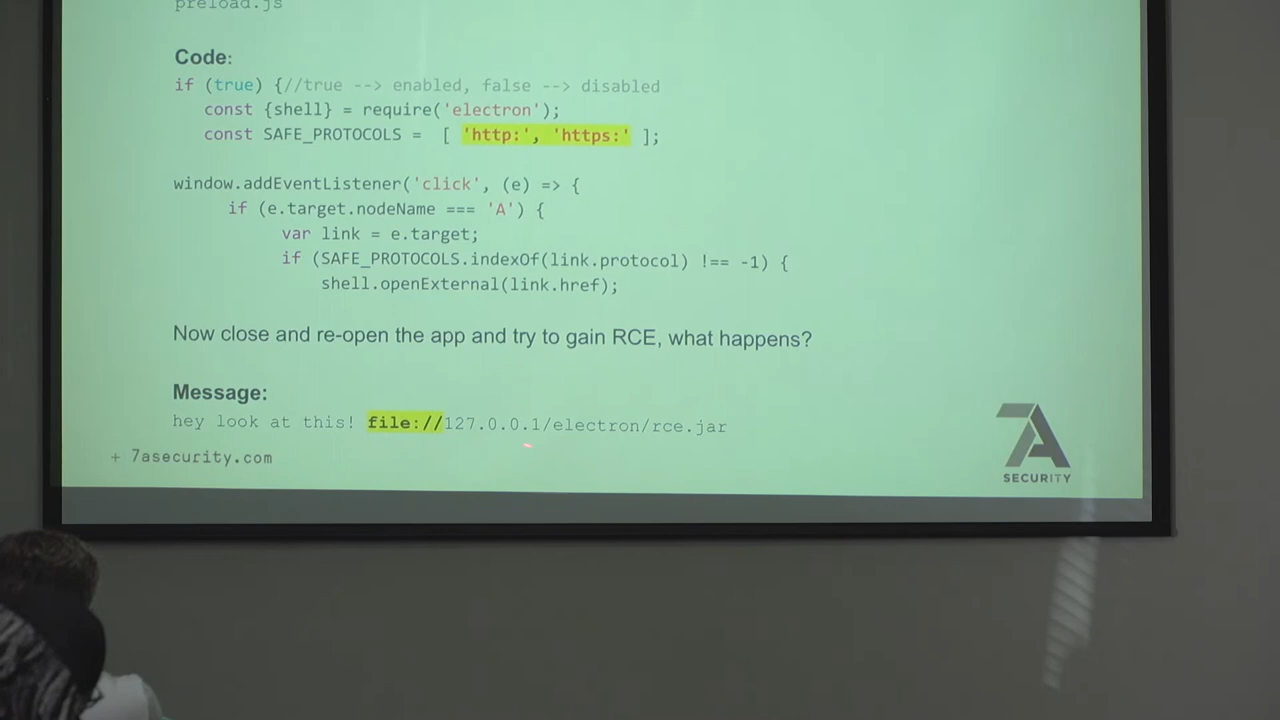 preload.js
Code:
if (true) {//true --> enabled, false --> disabled
const {shell} = require('electron');
const SAFE_PROTOCOLS = [ 'http:', 'https:' ];
window.addEventListener('click', (e) => {
if (e.target.nodeName === 'A') {
var link = e.target;
if (SAFE_PROTOCOLS.indexOf(link.protocol) !== -1) {
shell.openExternal(link.href);
Now close and re-open the app and try to gain RCE, what happens?
Message:
hey look at this! file://127.0.0.1/electron/rce.jar
+ 7asecurity.com
7A
SECURITY